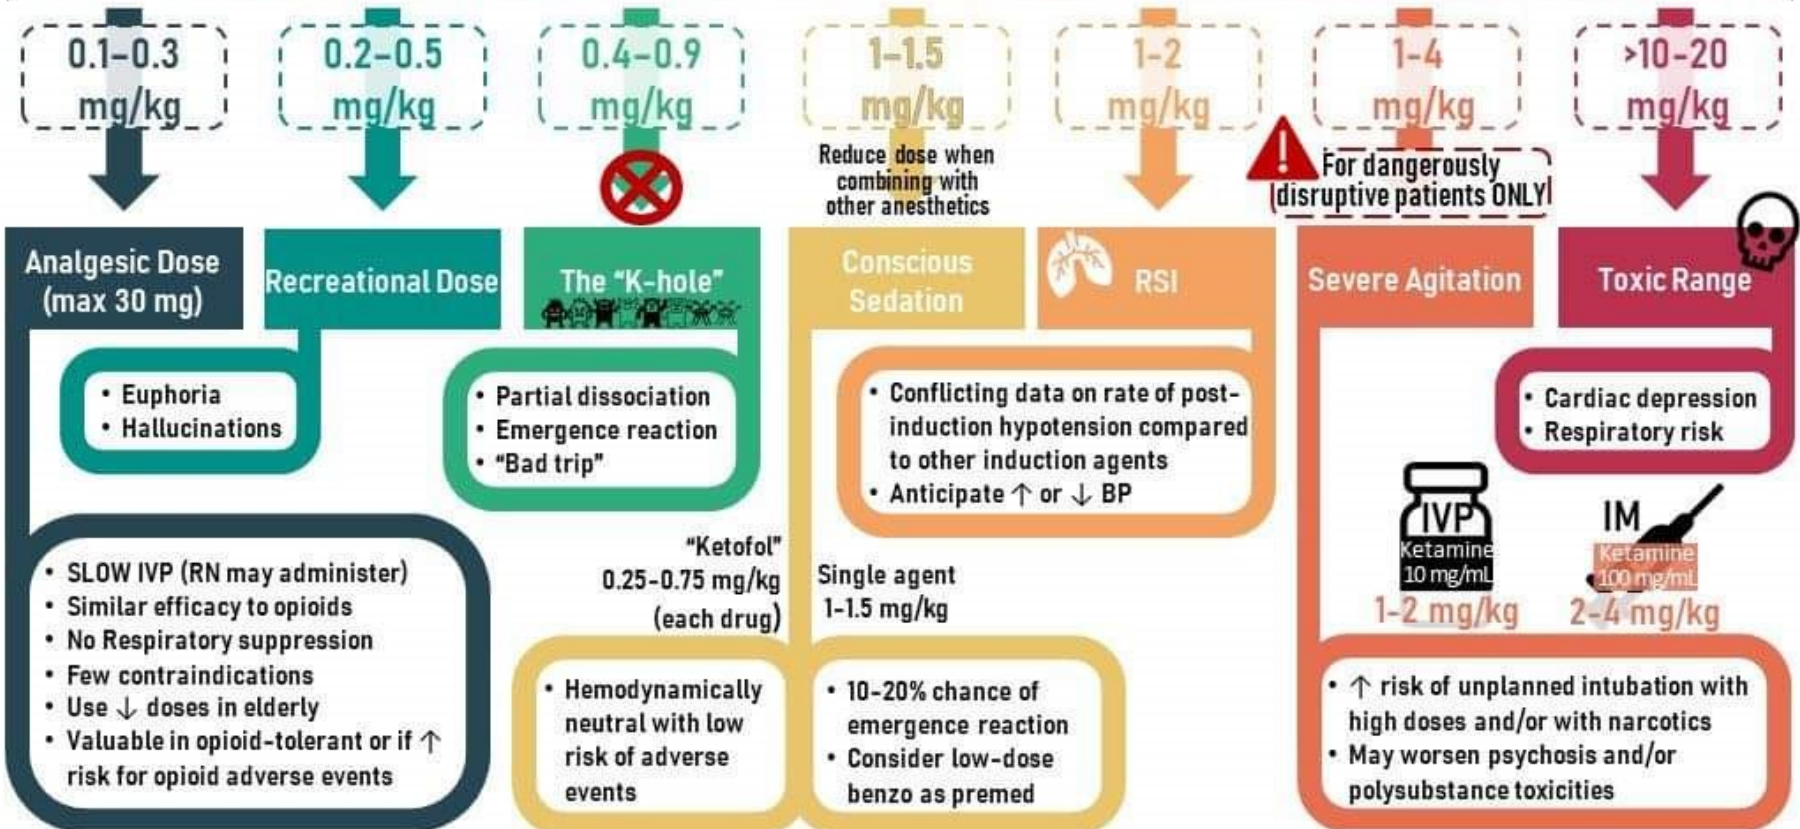 0.1-0.3
mg/kg
Analgesic Dose
(max 30 mg)
• SLOW IVP (RN may administer)
• Similar efficacy to opioids
• No Respiratory suppression
• Few contraindications
• Use ↓ doses in elderly
• Valuable in opioid-tolerant or if ↑
risk for opioid adverse events
0.2-0.5
mg/kg
Recreational Dose
• Euphoria
• Hallucinations
0.4-0.9
mg/kg
The “K-hole”
• Partial dissociation
• Emergence reaction
• “Bad trip”
1-1.5
mg/kg
Reduce dose when
combining with
other anesthetics
Conscious
Sedation
“Ketofol”
0.25-0.75 mg/kg
(each drug)
• Hemodynamically
neutral with low
risk of adverse
events
Single agent
1-1.5 mg/kg
• 10-20% chance of
emergence reaction
• Consider low-dose
benzo as premed
1-2
mg/kg
RSI
• Conflicting data on rate of post-
induction hypotension compared
to other induction agents
• Anticipate ↑ or ↓ BP
1-4
mg/kg
!
For dangerously
disruptive patients ONLY
Severe Agitation
IVP
Ketamine
10 mg/mL
1-2 mg/kg
IM
Ketamine
100 mg/mL
2-4 mg/kg
• ↑ risk of unplanned intubation with
high doses and/or with narcotics
• May worsen psychosis and/or
polysubstance toxicities
>10-20
mg/kg
Toxic Range
• Cardiac depression
• Respiratory risk